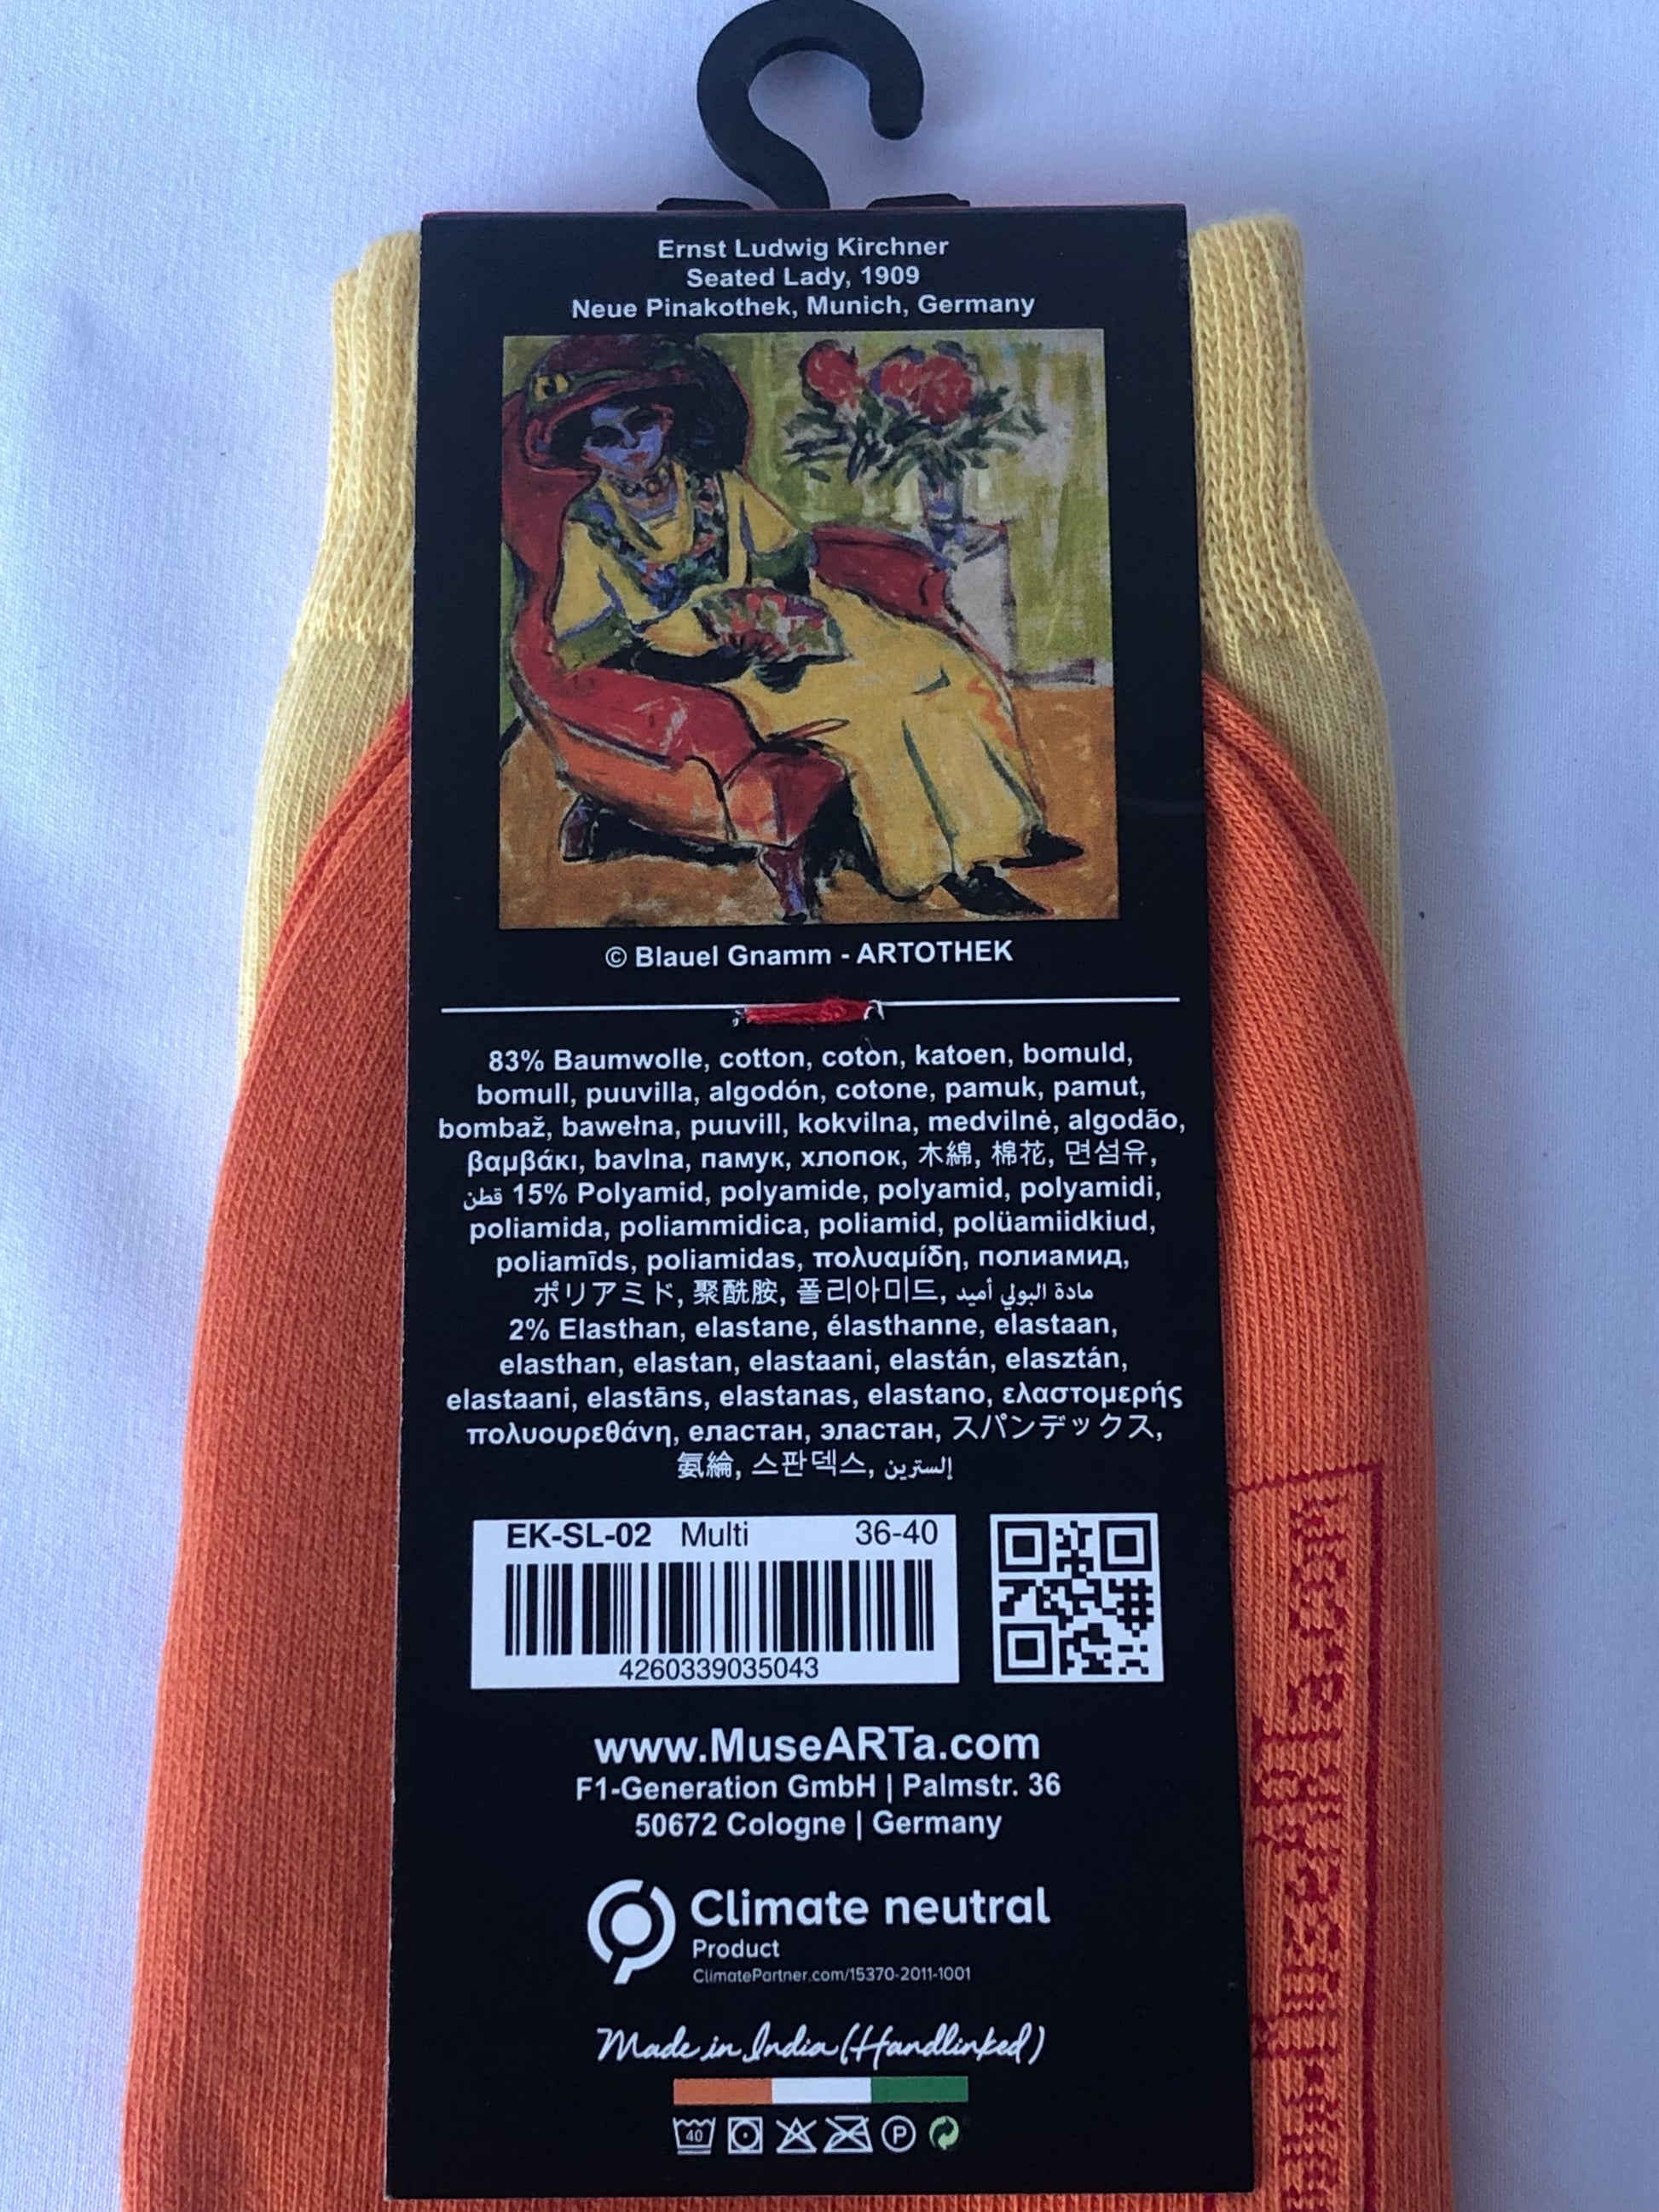 Ernst Ludwig Kirchner
Seated Lady, 1909
Neue Pinakothek, Munich, Germany
© Blauel Gnamm - ARTOTHEK
83% Baumwolle, cotton, coton, katoen, bomuld,
bomull, puuvilla, algodón, cotone, pamuk, pamut,
bombaž, bawełna, puuvill, kokvilna, medvilnė, algodão,
βαμβάκι, bavlna, памук, хлопок, 木綿, 棉花, 면섬유,
قطن 15% Polyamid, polyamide, polyamid, polyamidi,
poliamida, poliammidica, poliamid, polüamiidkiud,
poliamīds, poliamidas, πολυαμίδη, полиамид,
ポリアミド, 聚酰胺, 폴리아미드, مادة البولي أميد
2% Elasthan, elastane, élasthanne, elastaan,
elasthan, elastan, elastaani, elastán, elasztán,
elastaani, elastāns, elastanas, elastano, ελαστομερής
πολυουρεθάνη, еластан, эластан, スパンデックス,
氨綸, 스판덱스, إلسترين
EK-SL-02 Multi 36-40
4260339035043
www.MuseARTa.com
F1-Generation GmbH | Palmstr. 36
50672 Cologne | Germany
Climate neutral
Product
ClimatePartner.com/15370-2011-1001
Made in India (Handlinked)
40
P